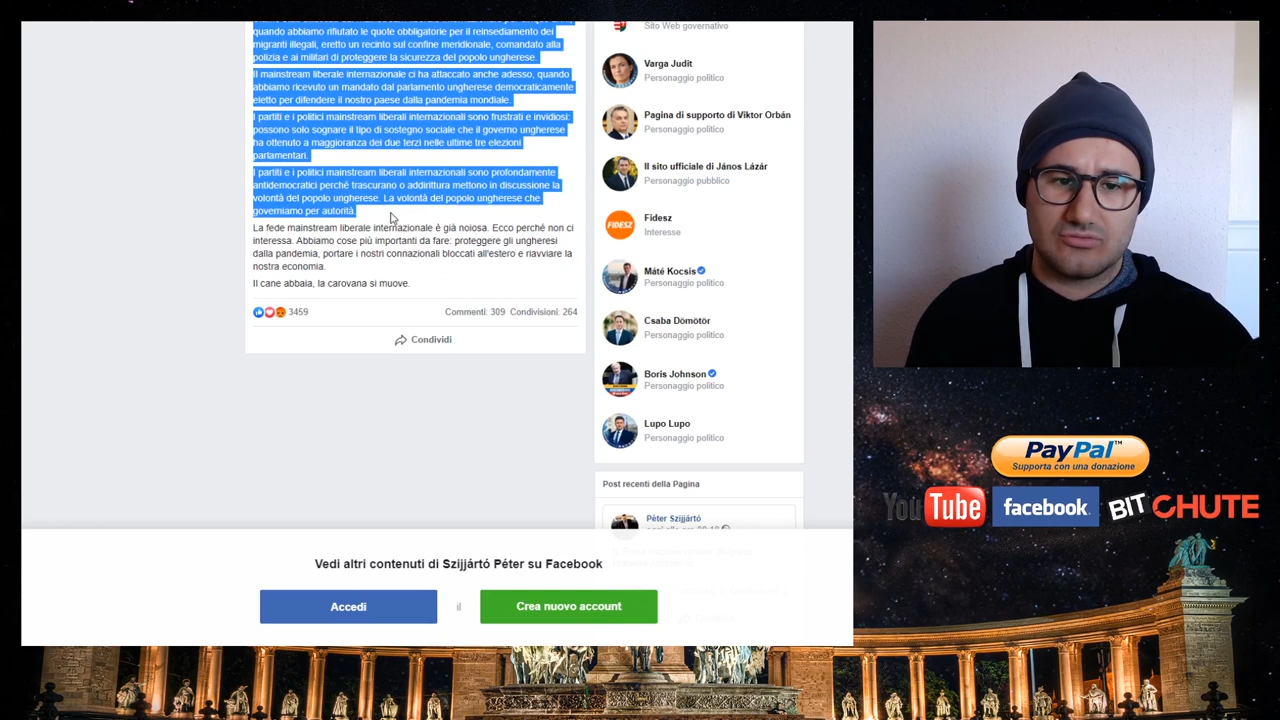 quando abbiamo rifiutato le quote obbligatorie per il reinsediamento dei
migranti illegali, eretto un recinto sul confine meridionale, comandato alla
polizia e ai militari di proteggere la sicurezza del popolo ungherese.
Il mainstream liberale internazionale ci ha attaccato anche adesso, quando
abbiamo ricevuto un mandato dal parlamento ungherese democraticamente
eletto per difendere il nostro paese dalla pandemia mondiale.
I partiti e i politici mainstream liberali internazionali sono frustrati e invidiosi:
possono solo sognare il tipo di sostegno sociale che il governo ungherese
ha ottenuto a maggioranza dei due terzi nelle ultime tre elezioni
parlamentari.
I partiti e i politici mainstream liberali internazionali sono profondamente
antidemocratici perché trascurano o addirittura mettono in discussione la
volontà del popolo ungherese. La volontà del popolo ungherese che
governiamo per autorità.
La fede mainstream liberale internazionale è già noiosa. Ecco perché non ci
interessa. Abbiamo cose più importanti da fare: proteggere gli ungheresi
dalla pandemia, portare i nostri connazionali bloccati all'estero e riavviare la
nostra economia.
Il cane abbaia, la carovana si muove.
3459
Commenti: 309 Condivisioni: 264
Condividi
Sito Web governativo
Varga Judit
Personaggio politico
Pagina di supporto di Viktor Orbán
Personaggio politico
Il sito ufficiale di János Lázár
Personaggio pubblico
FIDESZ
Fidesz
Interesse
Máté Kocsis
Personaggio politico
Csaba Dömötör
Personaggio politico
Boris Johnson
Personaggio politico
Lupo Lupo
Personaggio politico
Post recenti della Pagina
Péter Szijjártó
Vedi altri contenuti di Szijjártó Péter su Facebook
Accedi
il
Crea nuovo account
PayPal™
Supporta con una donazione
YouTube
facebook
BIT CHUTE